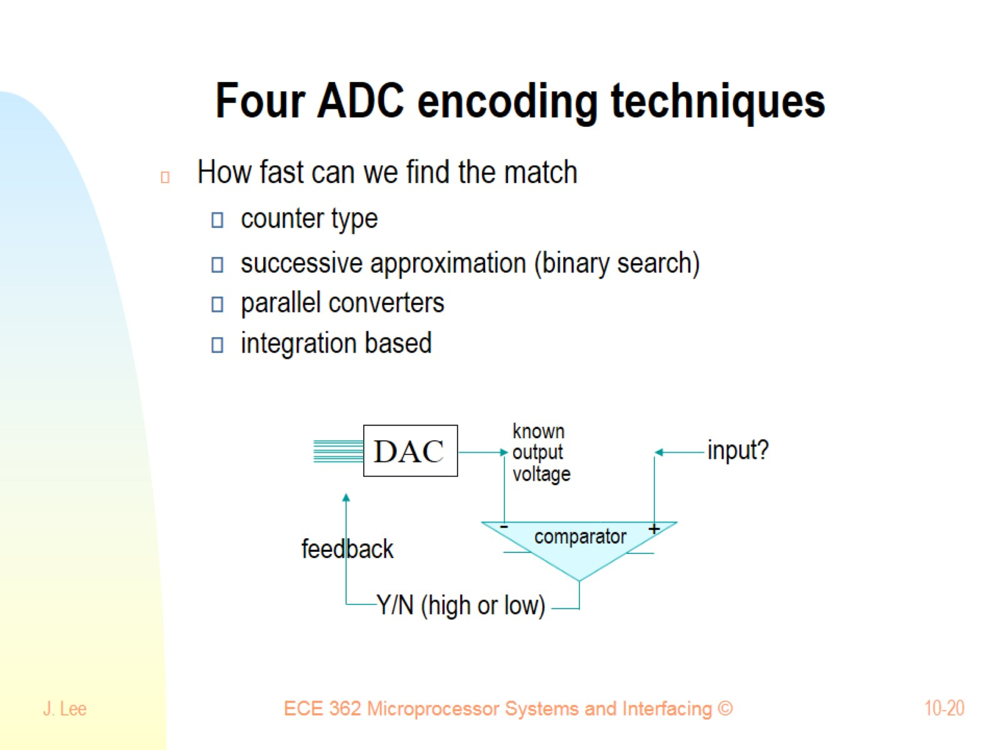 Four ADC encoding techniques
How fast can we find the match
counter type
successive approximation (binary search)
parallel converters
integration based
DAC
known
output
voltage
input?
-
comparator
+
feedback
Y/N (high or low)
J. Lee
ECE 362 Microprocessor Systems and Interfacing ©
10-20